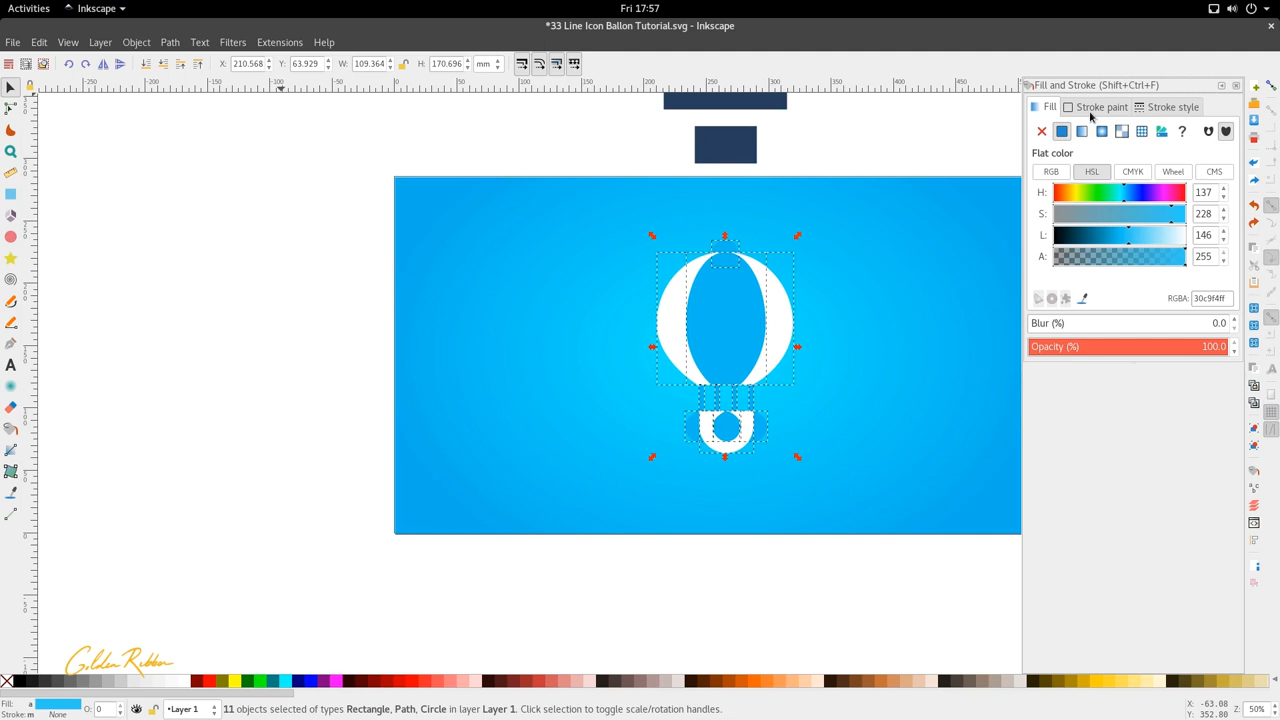 Activities
Inkscape
Fri 17:57
*33 Line Icon Ballon Tutorial.svg - Inkscape
File Edit View Layer Object Path Text Filters Extensions Help
X: 210.568 Y: 63.929 W: 109.364 H: 170.696 mm
Fill and Stroke (Shift+Ctrl+F)
Fill Stroke paint Stroke style
Flat color
RGB HSL CMYK Wheel CMS
H: 137
S: 228
L: 146
A: 255
RGBA: 30c9f4ff
Blur (%) 0.0
Opacity (%) 100.0
Golden Ribbon
Fill: a
Stroke: m None
O: 0
•Layer 1
11 objects selected of types Rectangle, Path, Circle in layer Layer 1. Click selection to toggle scale/rotation handles.
X: -63.08
Y: 352.80
Z: 50%